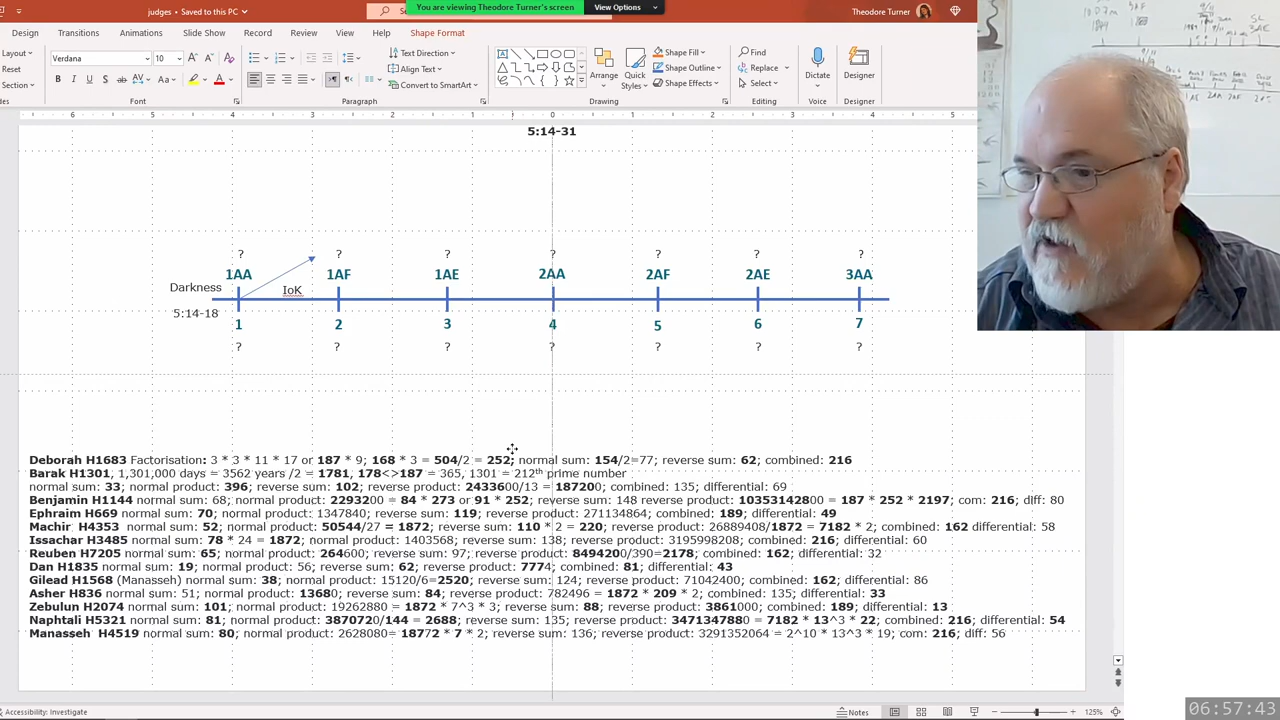 judges • Saved to this PC
You are viewing Theodore Turner's screen
View Options
Theodore Turner
Design Transitions Animations Slide Show Record Review View Help Shape Format
Layout
Reset
Section
Verdana 10
B I U S ab AV Aa
Font
Text Direction
Align Text
Convert to SmartArt
Paragraph
Arrange
Quick Styles
Shape Fill
Shape Outline
Shape Effects
Drawing
Find
Replace
Select
Editing
Dictate
Voice
Designer
Designer
6 5 4 3 2 1 0 1 2 3 4 5
5:14-31
? ? ? ? ? ? ?
1AA 1AF 1AE 2AA 2AF 2AE 3AA
Darkness
IoK
5:14-18
1 2 3 4 5 6 7
? ? ? ? ? ? ?
Deborah H1683 Factorisation: 3 * 3 * 11 * 17 or 187 * 9; 168 * 3 = 504/2 = 252; normal sum: 154/2=77; reverse sum: 62; combined: 216
Barak H1301, 1,301,000 days = 3562 years /2 = 1781, 178<>187 = 365, 1301 = 212th prime number
normal sum: 33; normal product: 396; reverse sum: 102; reverse product: 2433600/13 = 187200; combined: 135; differential: 69
Benjamin H1144 normal sum: 68; normal product: 2293200 = 84 * 273 or 91 * 252; reverse sum: 148 reverse product: 10353142800 = 187 * 252 * 2197; com: 216; diff: 80
Ephraim H669 normal sum: 70; normal product: 1347840; reverse sum: 119; reverse product: 271134864; combined: 189; differential: 49
Machir H4353 normal sum: 52; normal product: 50544/27 = 1872; reverse sum: 110 * 2 = 220; reverse product: 26889408/1872 = 7182 * 2; combined: 162 differential: 58
Issachar H3485 normal sum: 78 * 24 = 1872; normal product: 1403568; reverse sum: 138; reverse product: 3195998208; combined: 216; differential: 60
Reuben H7205 normal sum: 65; normal product: 264600; reverse sum: 97; reverse product: 8494200/390=2178; combined: 162; differential: 32
Dan H1835 normal sum: 19; normal product: 56; reverse sum: 62; reverse product: 7774; combined: 81; differential: 43
Gilead H1568 (Manasseh) normal sum: 38; normal product: 15120/6=2520; reverse sum: 124; reverse product: 71042400; combined: 162; differential: 86
Asher H836 normal sum: 51; normal product: 13680; reverse sum: 84; reverse product: 782496 = 1872 * 209 * 2; combined: 135; differential: 33
Zebulun H2074 normal sum: 101; normal product: 19262880 = 1872 * 7^3 * 3; reverse sum: 88; reverse product: 3861000; combined: 189; differential: 13
Naphtali H5321 normal sum: 81; normal product: 3870720/144 = 2688; reverse sum: 135; reverse product: 3471347880 = 7182 * 13^3 * 22; combined: 216; differential: 54
Manasseh H4519 normal sum: 80; normal product: 2628080= 18772 * 7 * 2; reverse sum: 136; reverse product: 3291352064 = 2^10 * 13^3 * 19; com: 216; diff: 56
Accessibility: Investigate
Notes
125%
06:57:43